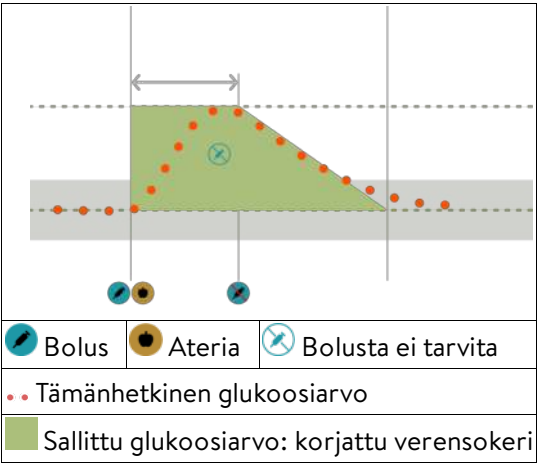 Bolus Ateria Bolusta ei tarvita
Tämänhetkinen glukoosiarvo
Sallittu glukoosiarvo: korjattu verensokeri